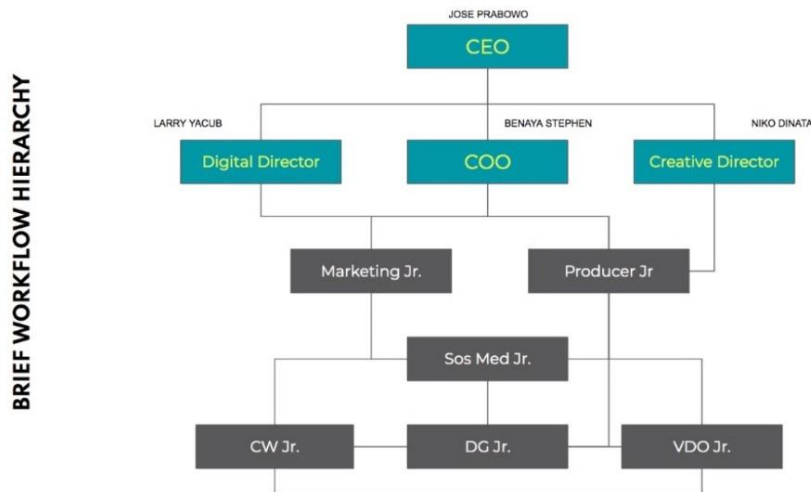 BRIEF WORKFLOW HIERARCHY
JOSE PRABOWO
CEO
LARRY YACUB
BENAYA STEPHEN
NIKO DINATA
Digital Director
COO
Creative Director
Marketing Jr.
Producer Jr
Sos Med Jr.
CW Jr.
DG Jr.
VDO Jr.